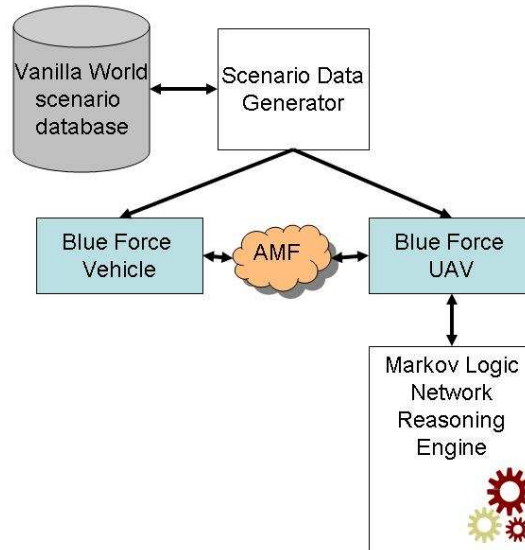 Vanilla World
scenario
database
Scenario Data
Generator
Blue Force
Vehicle
AMF
Blue Force
UAV
Markov Logic
Network
Reasoning
Engine